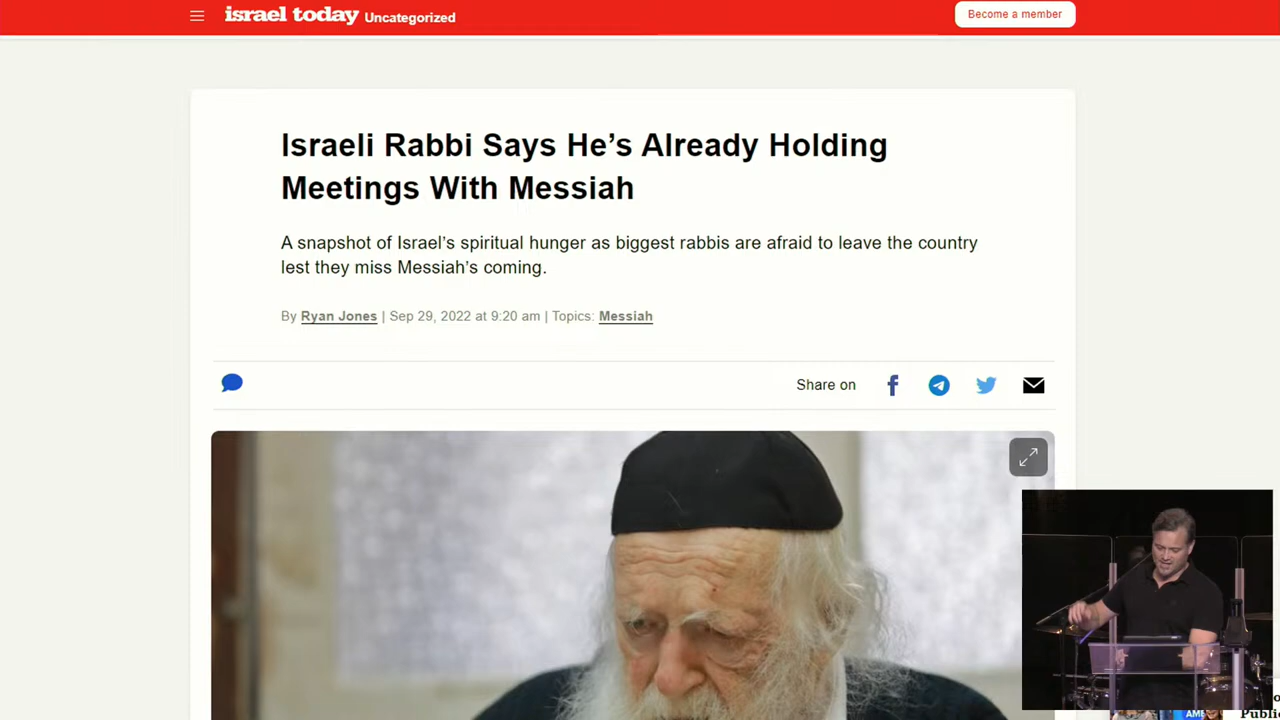 israel today Uncategorized
Become a member
Israeli Rabbi Says He’s Already Holding
Meetings With Messiah
A snapshot of Israel’s spiritual hunger as biggest rabbis are afraid to leave the country
lest they miss Messiah’s coming.
By Ryan Jones | Sep 29, 2022 at 9:20 am | Topics: Messiah
Share on